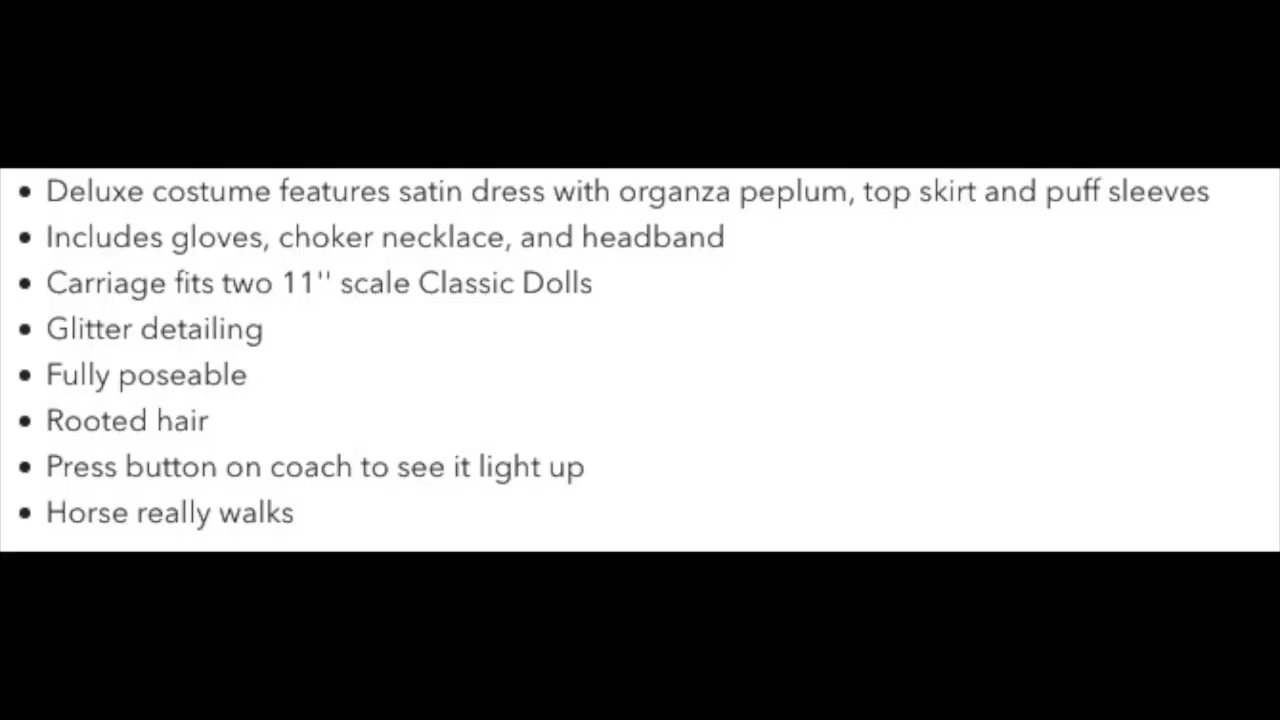 • Deluxe costume features satin dress with organza peplum, top skirt and puff sleeves
• Includes gloves, choker necklace, and headband
• Carriage fits two 11'' scale Classic Dolls
• Glitter detailing
• Fully poseable
• Rooted hair
• Press button on coach to see it light up
• Horse really walks